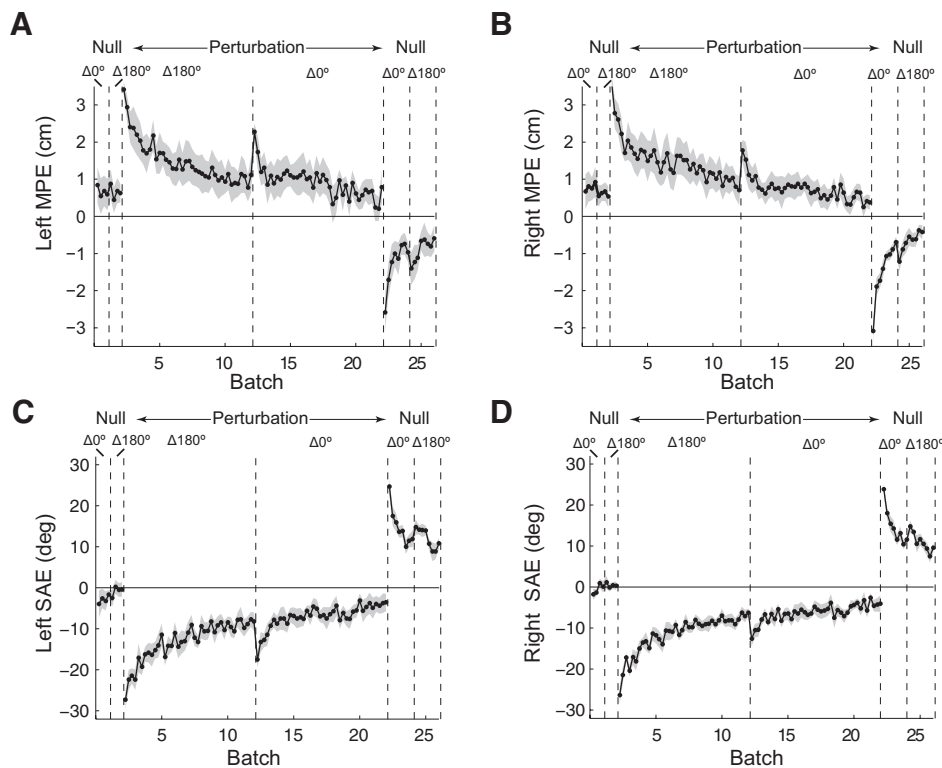 A
Null Perturbation Null
Δ0º Δ180º Δ180º Δ0º Δ0º Δ180º
3
2
1
0
−1
−2
−3
Left MPE (cm)
5 10 15 20 25
Batch
B
Null Perturbation Null
Δ0º Δ180º Δ180º Δ0º Δ0º Δ180º
3
2
1
0
−1
−2
−3
Right MPE (cm)
5 10 15 20 25
Batch
C
Null Perturbation Null
Δ0º Δ180º Δ180º Δ0º Δ0º Δ180º
30
20
10
0
−10
−20
−30
Left SAE (deg)
5 10 15 20 25
Batch
D
Null Perturbation Null
Δ0º Δ180º Δ180º Δ0º Δ0º Δ180º
30
20
10
0
−10
−20
−30
Right SAE (deg)
5 10 15 20 25
Batch